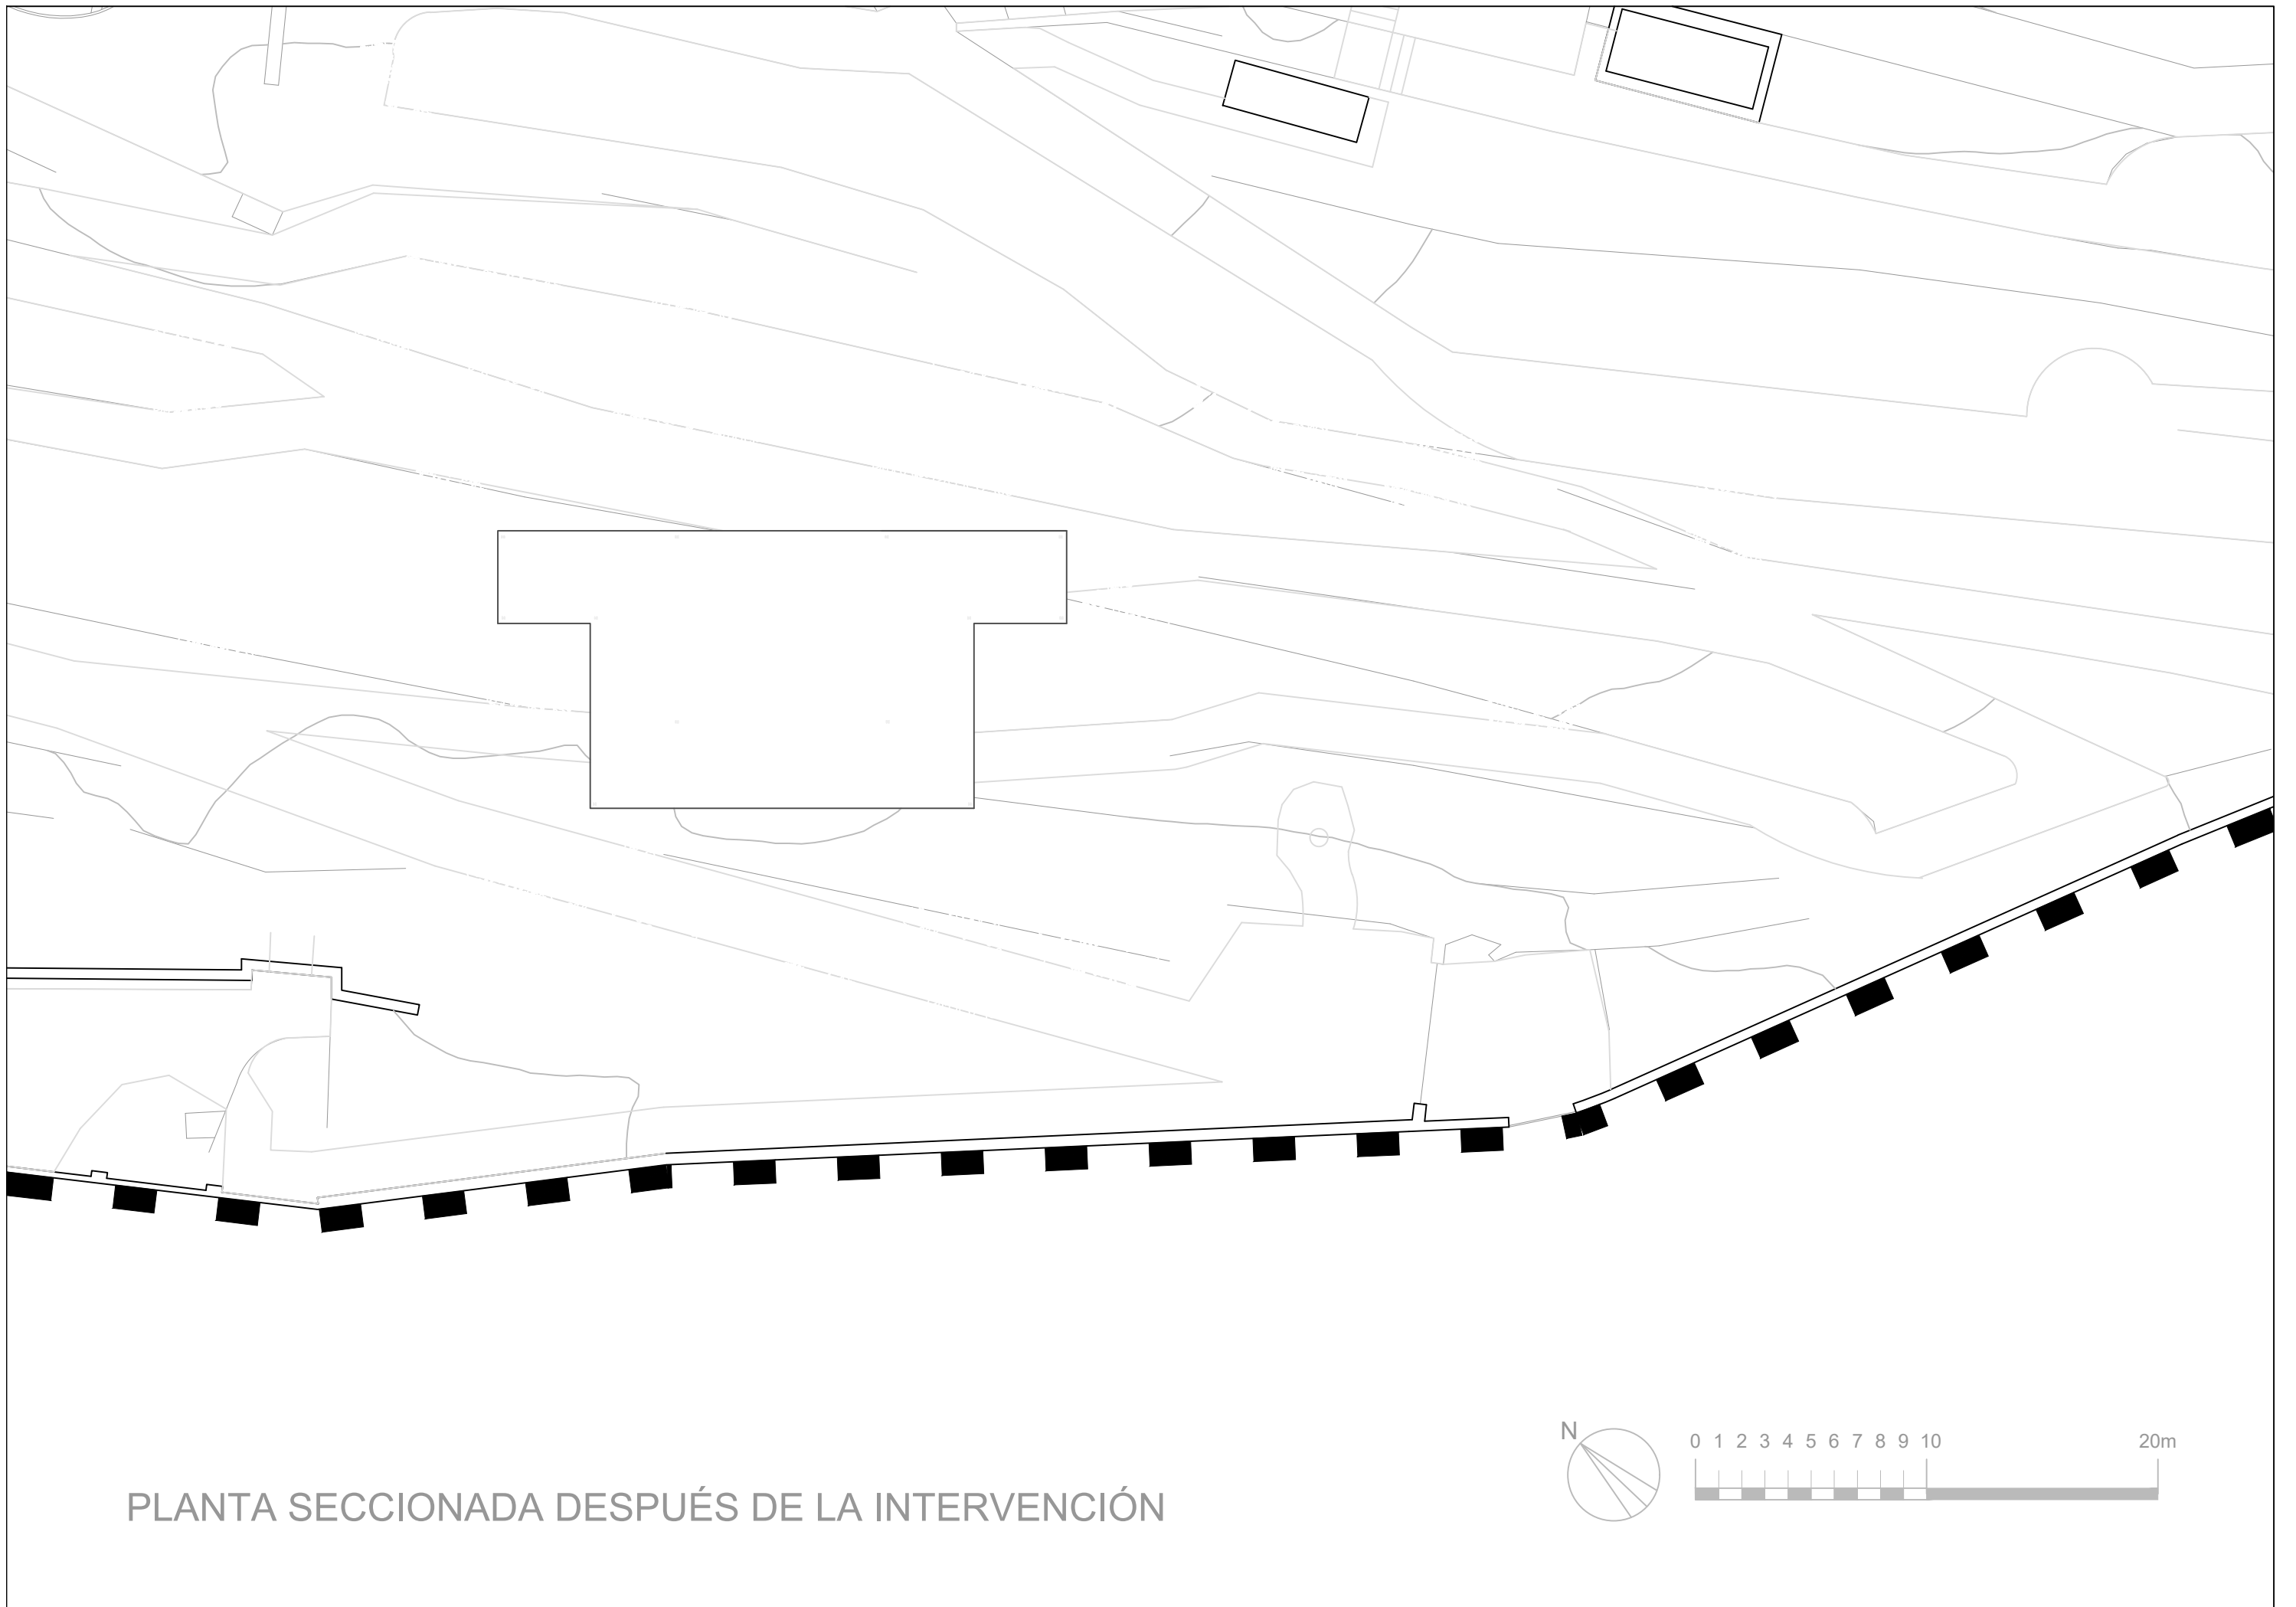 N
0 1 2 3 4 5 6 7 8 9 10 20m
PLANTA SECCIONADA DESPUÉS DE LA INTERVENCIÓN